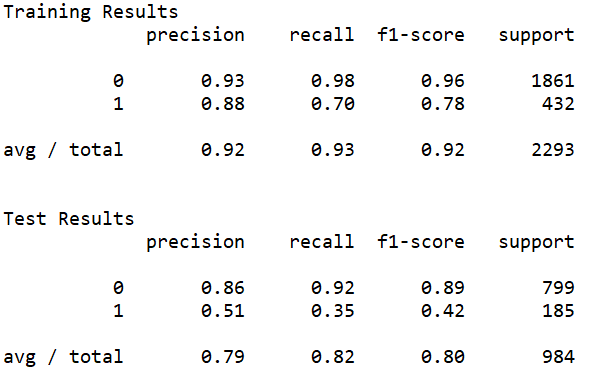 Training Results
precision recall f1-score support
0 0.93 0.98 0.96 1861
1 0.88 0.70 0.78 432
avg / total 0.92 0.93 0.92 2293
Test Results
precision recall f1-score support
0 0.86 0.92 0.89 799
1 0.51 0.35 0.42 185
avg / total 0.79 0.82 0.80 984